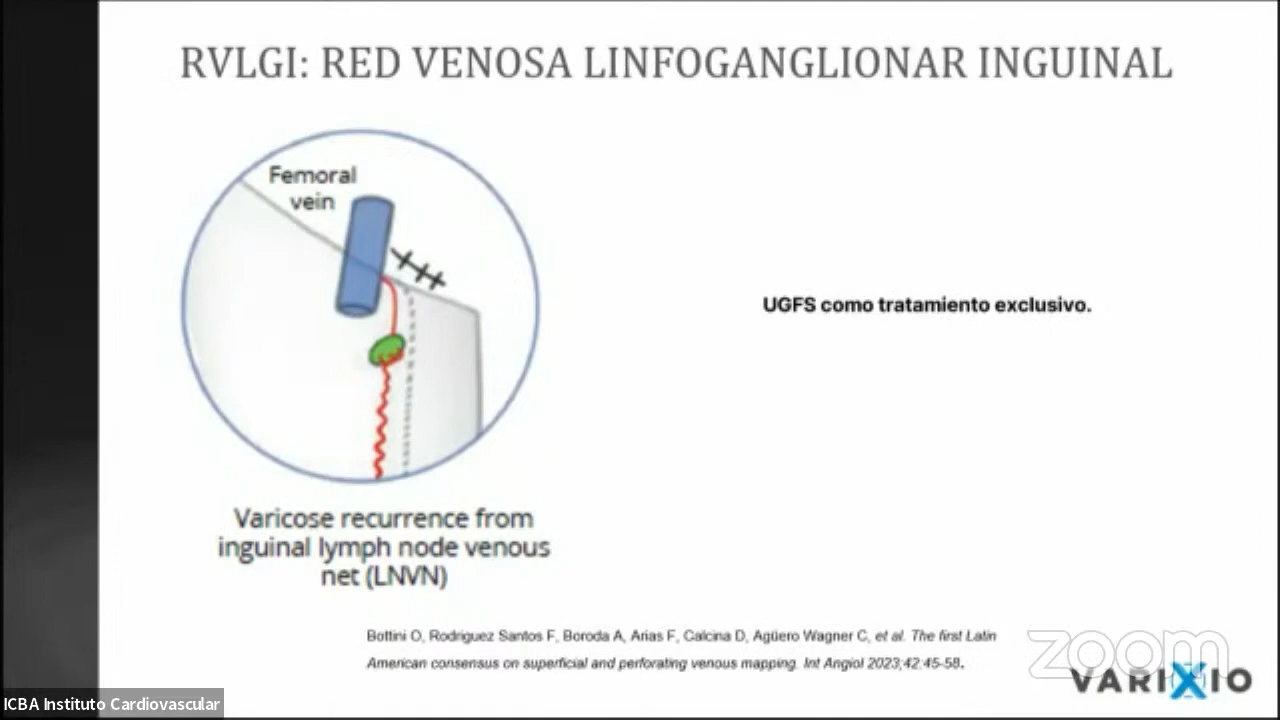 RVLGI: RED VENOSA LINFOGANGLIONAR INGUINAL
Femoral
vein
UGFS como tratamiento exclusivo.
Varicose recurrence from
inguinal lymph node venous
net (LNVN)
Bottini O, Rodriguez Santos F, Boroda A, Arias F, Calcina D, Agüero Wagner C, et al. The first Latin
American consensus on superficial and perforating venous mapping. Int Angiol 2023;42:45-58.
zoom
VARIXIO
ICBA Instituto Cardiovascular